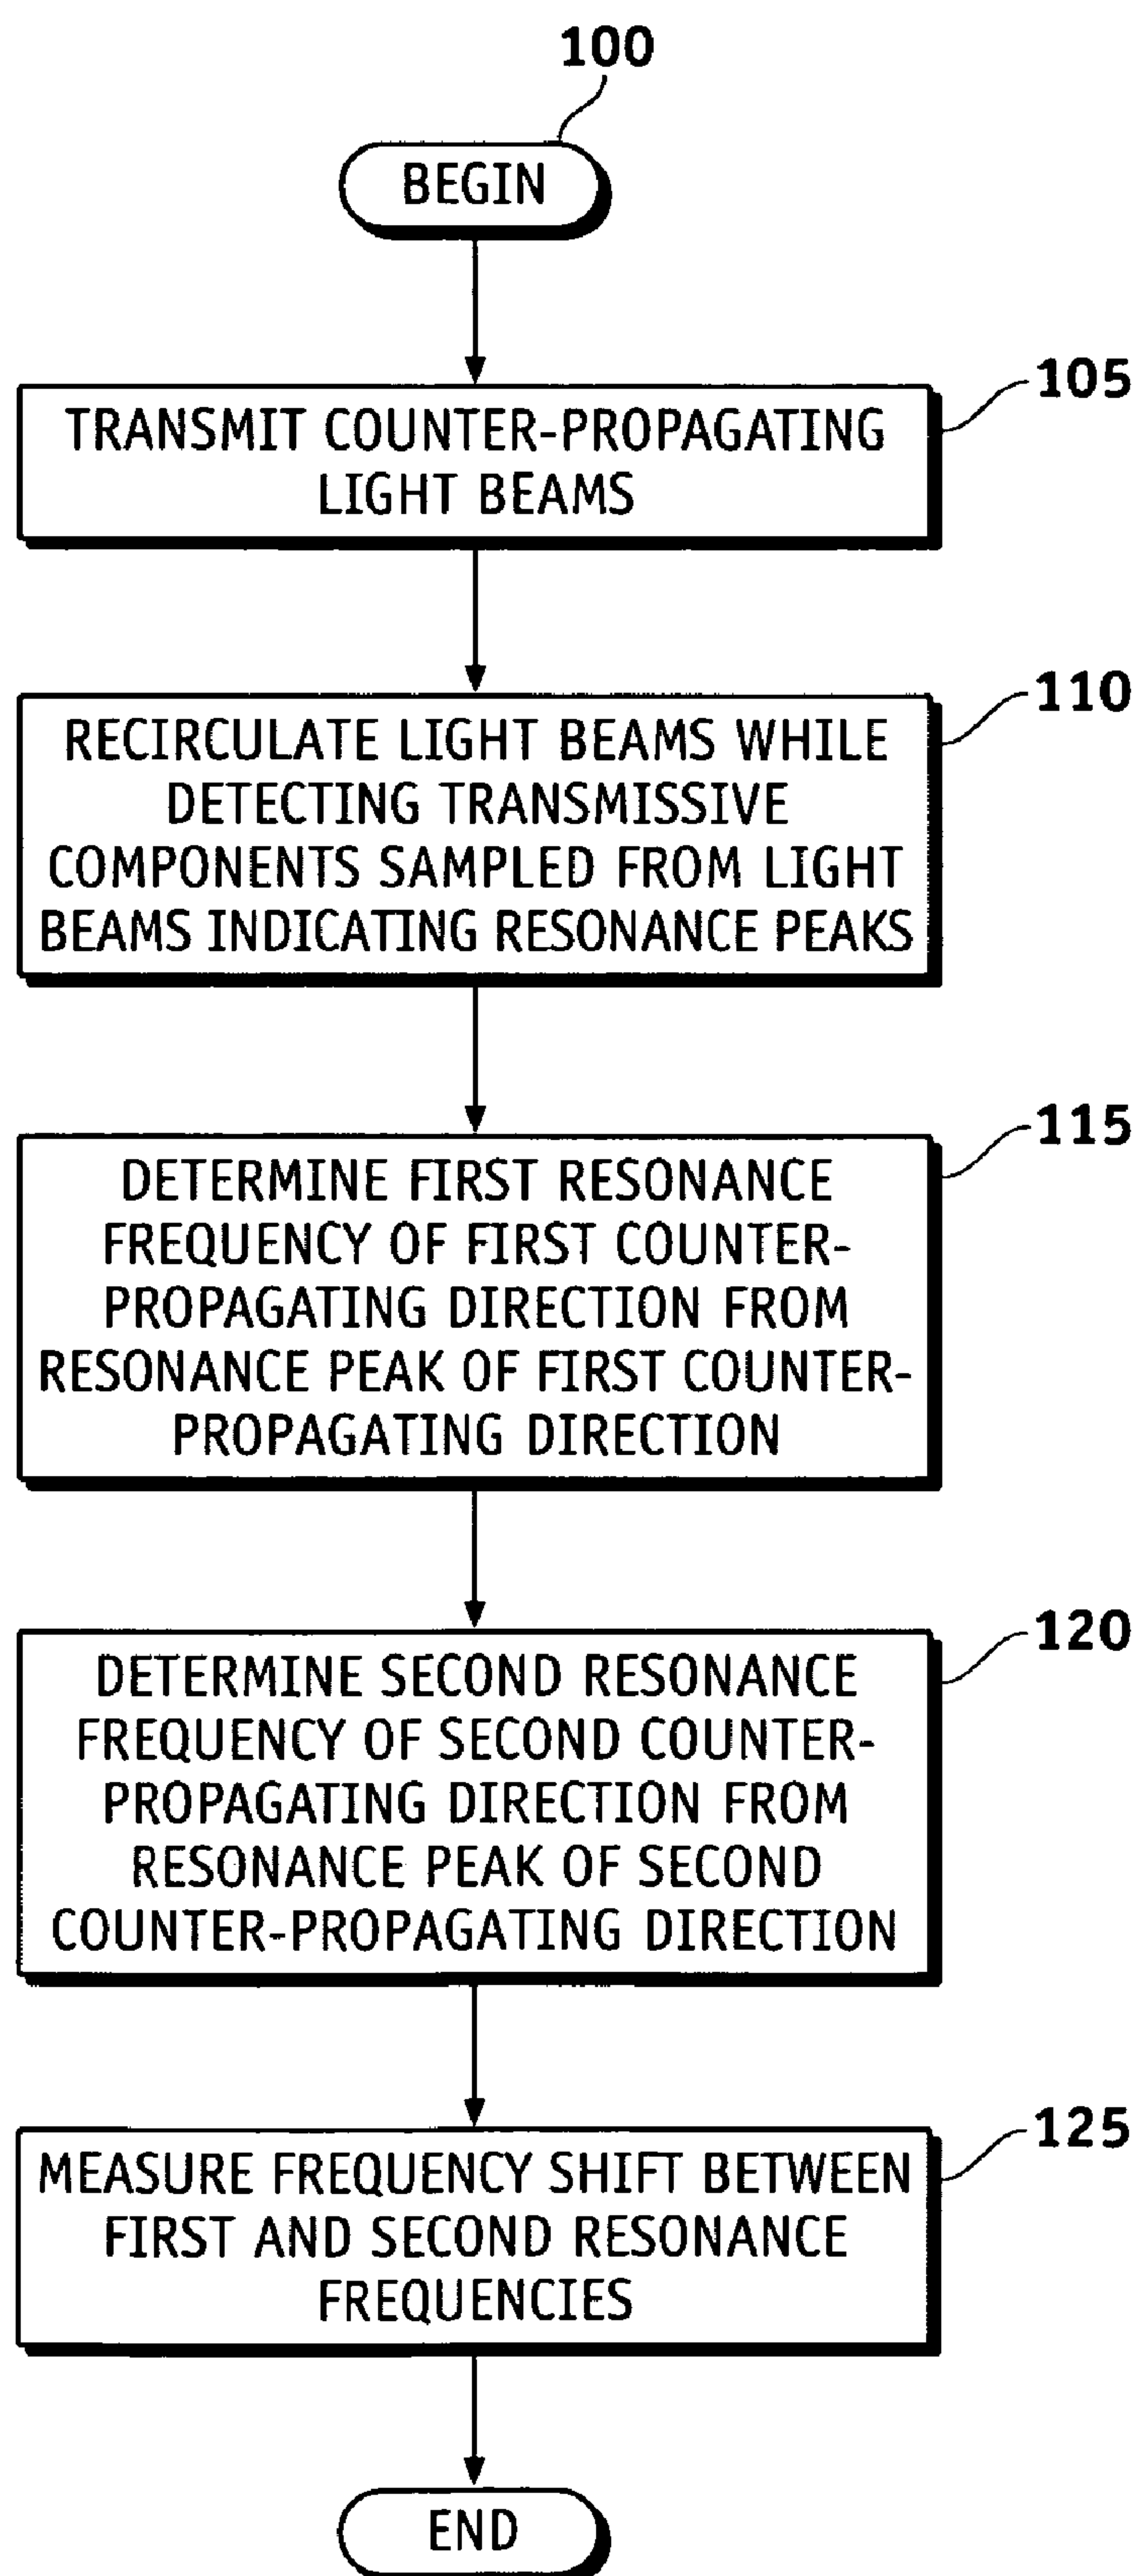 100
BEGIN
105
TRANSMIT COUNTER-PROPAGATING
LIGHT BEAMS
110
RECIRCULATE LIGHT BEAMS WHILE
DETECTING TRANSMISSIVE
COMPONENTS SAMPLED FROM LIGHT
BEAMS INDICATING RESONANCE PEAKS
115
DETERMINE FIRST RESONANCE
FREQUENCY OF FIRST COUNTER-
PROPAGATING DIRECTION FROM
RESONANCE PEAK OF FIRST COUNTER-
PROPAGATING DIRECTION
120
DETERMINE SECOND RESONANCE
FREQUENCY OF SECOND COUNTER-
PROPAGATING DIRECTION FROM
RESONANCE PEAK OF SECOND
COUNTER-PROPAGATING DIRECTION
125
MEASURE FREQUENCY SHIFT BETWEEN
FIRST AND SECOND RESONANCE
FREQUENCIES
END